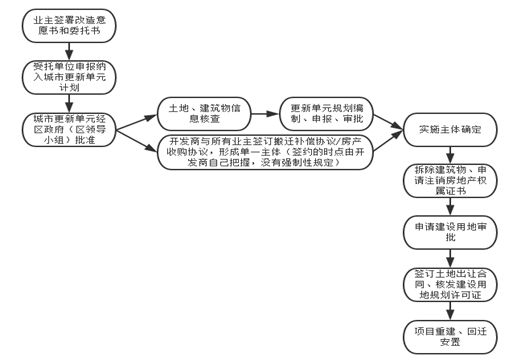 业主签署改造意
愿书和委托书
受托单位申报纳
入城市更新单元
计划
城市更新单元经
区政府（区领导
小组）批准
土地、建筑物信
息核查
更新单元规划编
制、申报、审批
开发商与所有业主签订搬迁补偿协议/房产
收购协议，形成单一主体（签约的时点由开
发商自己把握，没有强制性规定）
实施主体确定
拆除建筑物、申
请注销房地产权
属证书
申请建设用地审
批
签订土地出让合
同、核发建设用
地规划许可证
项目重建、回迁
安置